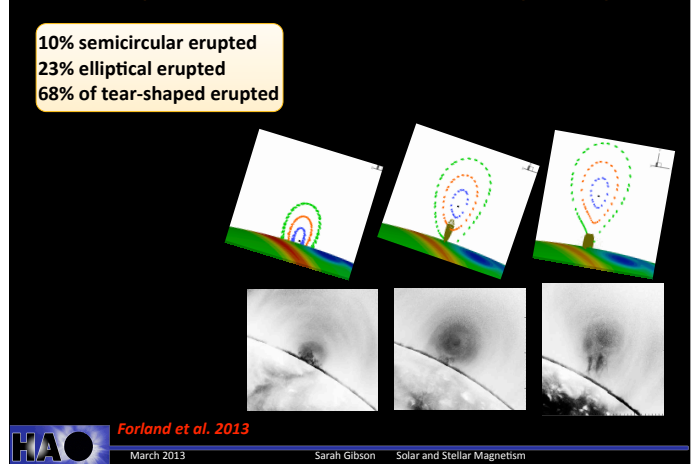 10% semicircular erupted
23% elliptical erupted
68% of tear-shaped erupted
Forland et al. 2013
HAO
March 2013 Sarah Gibson Solar and Stellar Magnetism